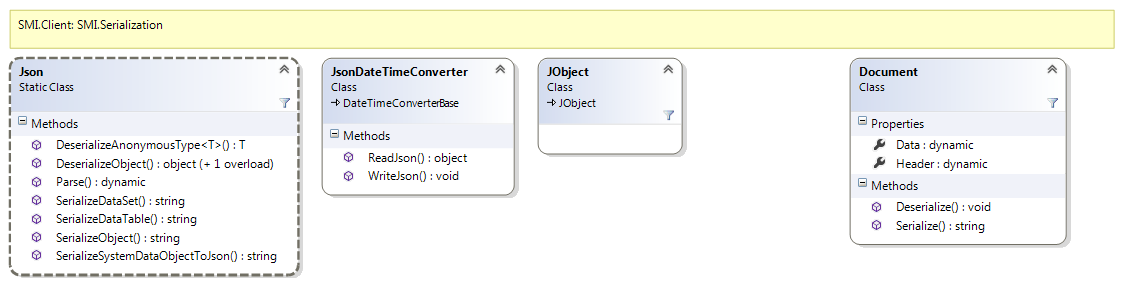 SMI.Client: SMI.Serialization
Json
Static Class
Methods
DeserializeAnonymousType<T>() : T
DeserializeObject() : object (+ 1 overload)
Parse() : dynamic
SerializeDataSet() : string
SerializeDataTable() : string
SerializeObject() : string
SerializeSystemDataObjectToJson() : string
JsonDateTimeConverter
Class
DateTimeConverterBase
Methods
ReadJson() : object
WriteJson() : void
JObject
Class
JObject
Document
Class
Properties
Data : dynamic
Header : dynamic
Methods
Deserialize() : void
Serialize() : string